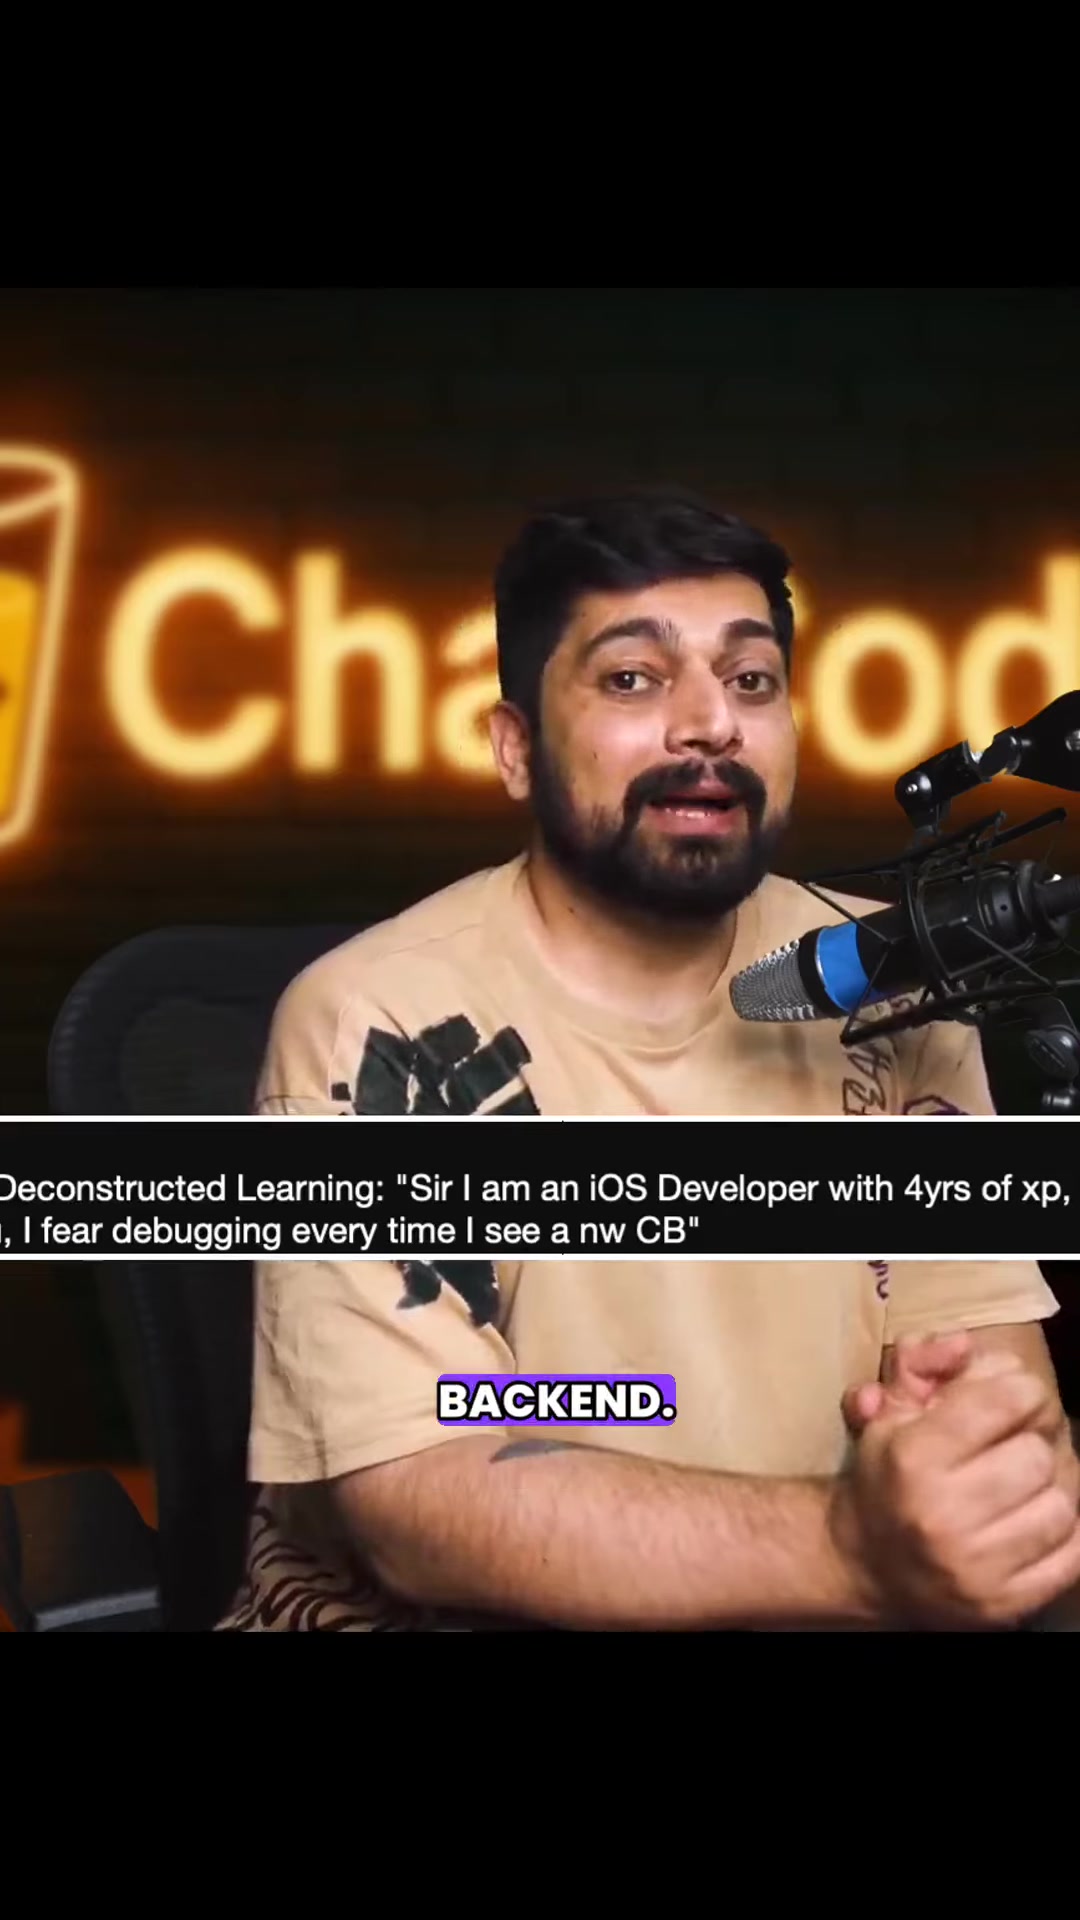 Cha
od
Deconstructed Learning: "Sir I am an iOS Developer with 4yrs of xp,
, I fear debugging every time I see a nw CB"
BACKEND.